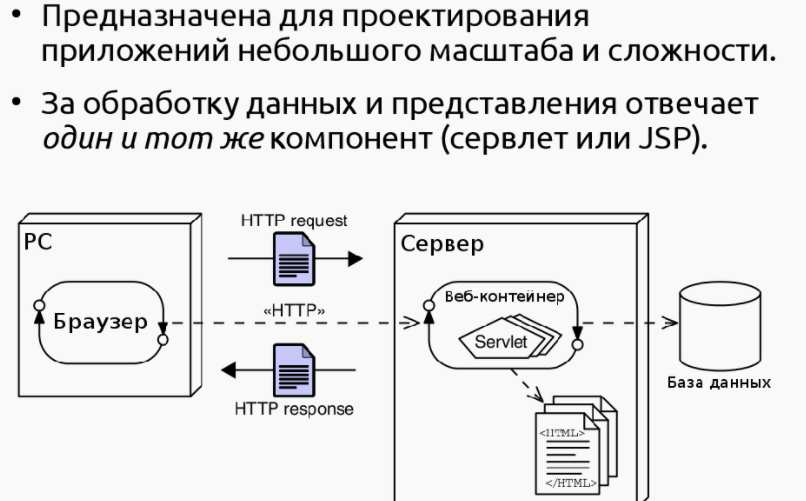 • Предназначена для проектирования
приложений небольшого масштаба и сложности.
• За обработку данных и представления отвечает
один и тот же компонент (сервлет или JSP).
HTTP request
PC
Сервер
Веб-контейнер
«HTTP»
Браузер
Servlet
База данных
HTTP response
<HTML>
</HTML>